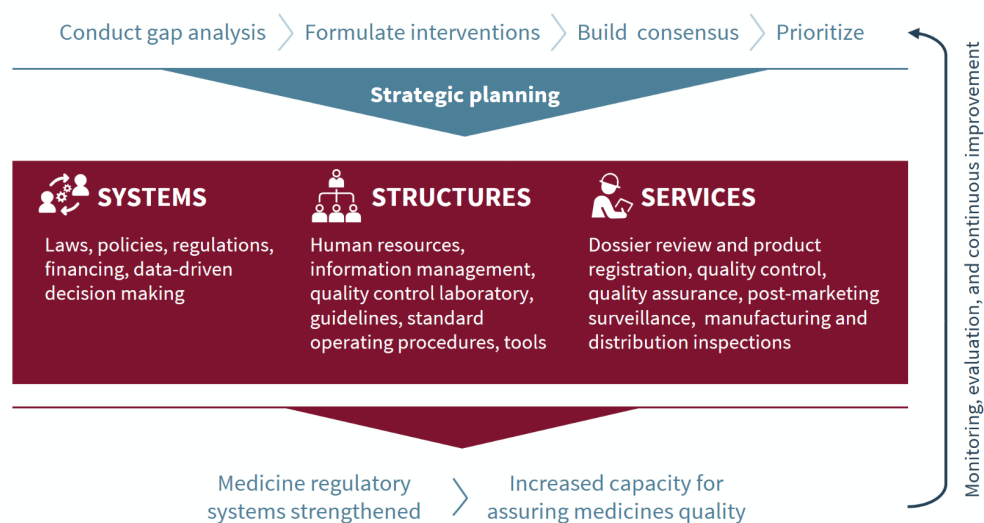 Conduct gap analysis
Formulate interventions
Build consensus
Prioritize
Strategic planning
SYSTEMS
Laws, policies, regulations,
financing, data-driven
decision making
STRUCTURES
Human resources,
information management,
quality control laboratory,
guidelines, standard
operating procedures, tools
SERVICES
Dossier review and product
registration, quality control,
quality assurance, post-marketing
surveillance, manufacturing and
distribution inspections
Medicine regulatory
systems strengthened
Increased capacity for
assuring medicines quality
Monitoring, evaluation, and continuous improvement